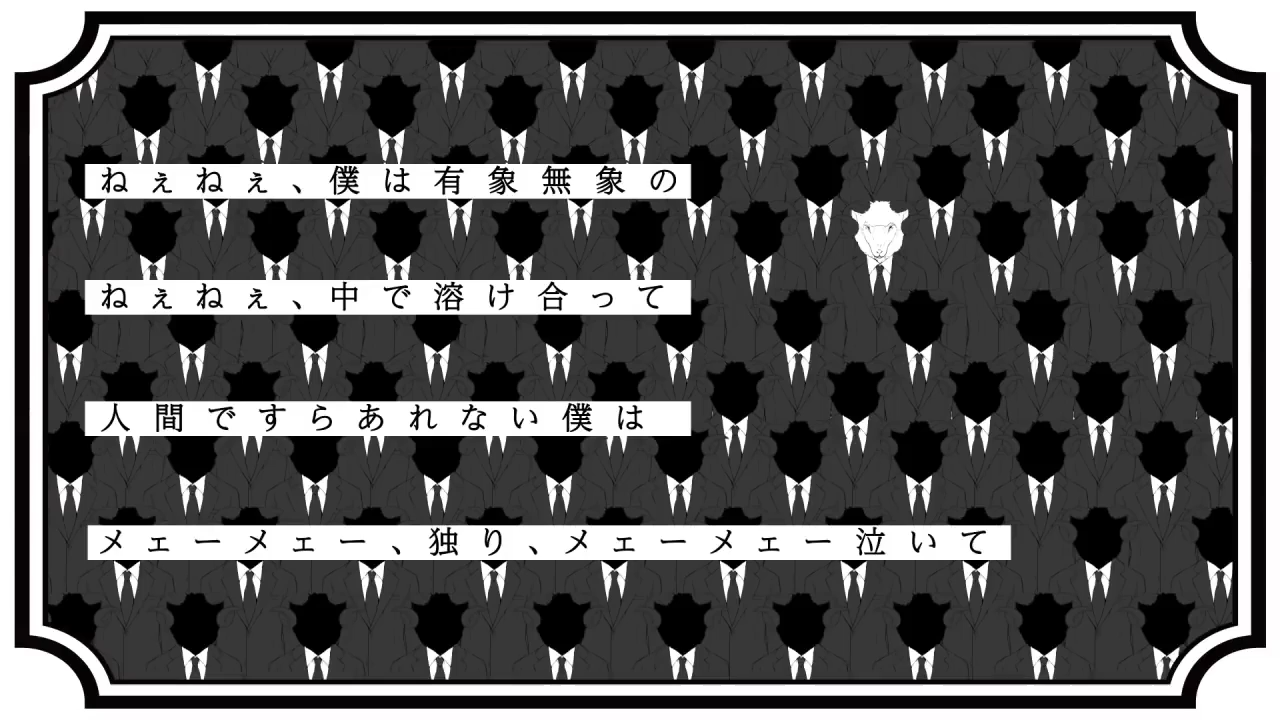 ねぇねぇ、僕は有象無象の
ねぇねぇ、中で溶け合って
人間ですらあれない僕は
メェーメェー、独り、メェーメェー泣いて